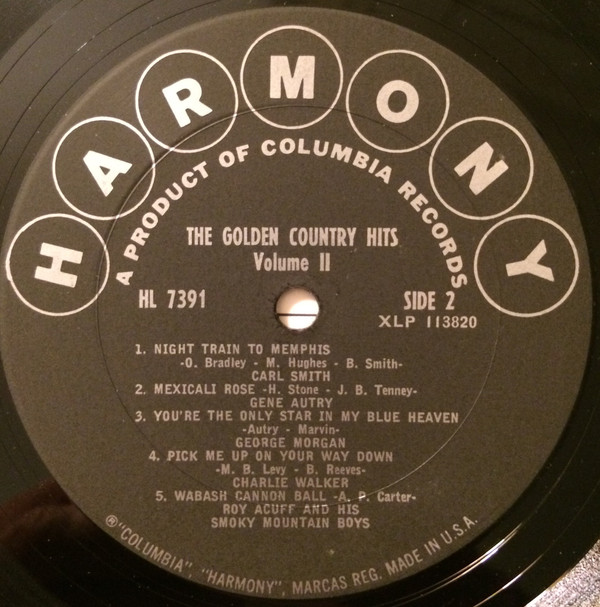 HARMONY
A PRODUCT OF COLUMBIA RECORDS
THE GOLDEN COUNTRY HITS
Volume II
HL 7391
SIDE 2
XLP 113820
1. NIGHT TRAIN TO MEMPHIS
-O. Bradley - M. Hughes - B. Smith-
CARL SMITH
2. MEXICALI ROSE -H. Stone - J. B. Tenney-
GENE AUTRY
3. YOU'RE THE ONLY STAR IN MY BLUE HEAVEN
-Autry - Marvin-
GEORGE MORGAN
4. PICK ME UP ON YOUR WAY DOWN
-M. B. Levy - B. Reeves-
CHARLIE WALKER
5. WABASH CANNON BALL -A. P. Carter-
ROY ACUFF AND HIS
SMOKY MOUNTAIN BOYS
®"COLUMBIA", "HARMONY", MARCAS REG. MADE IN U.S.A.